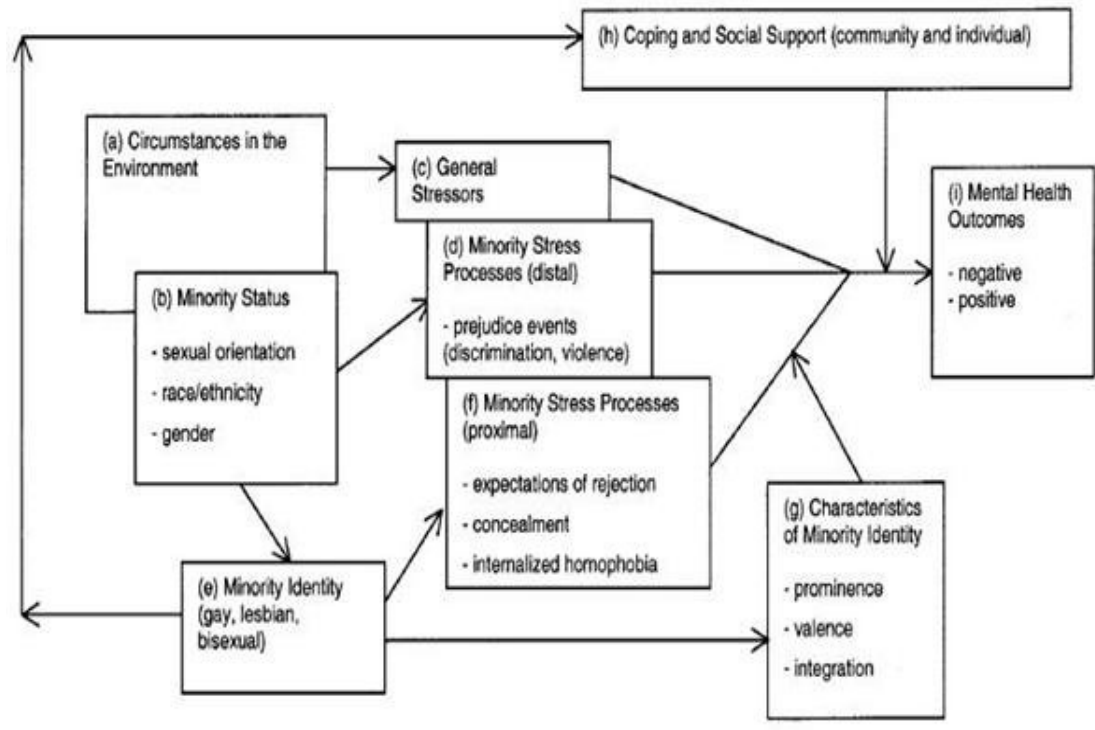 (h) Coping and Social Support (community and individual)
(a) Circumstances in the
Environment
(c) General
Stressors
(i) Mental Health
Outcomes
- negative
- positive
(b) Minority Status
- sexual orientation
- race/ethnicity
- gender
(d) Minority Stress
Processes (distal)
- prejudice events
(discrimination, violence)
(f) Minority Stress Processes
(proximal)
- expectations of rejection
- concealment
- internalized homophobia
(g) Characteristics
of Minority Identity
- prominence
- valence
- integration
(e) Minority Identity
(gay, lesbian,
bisexual)